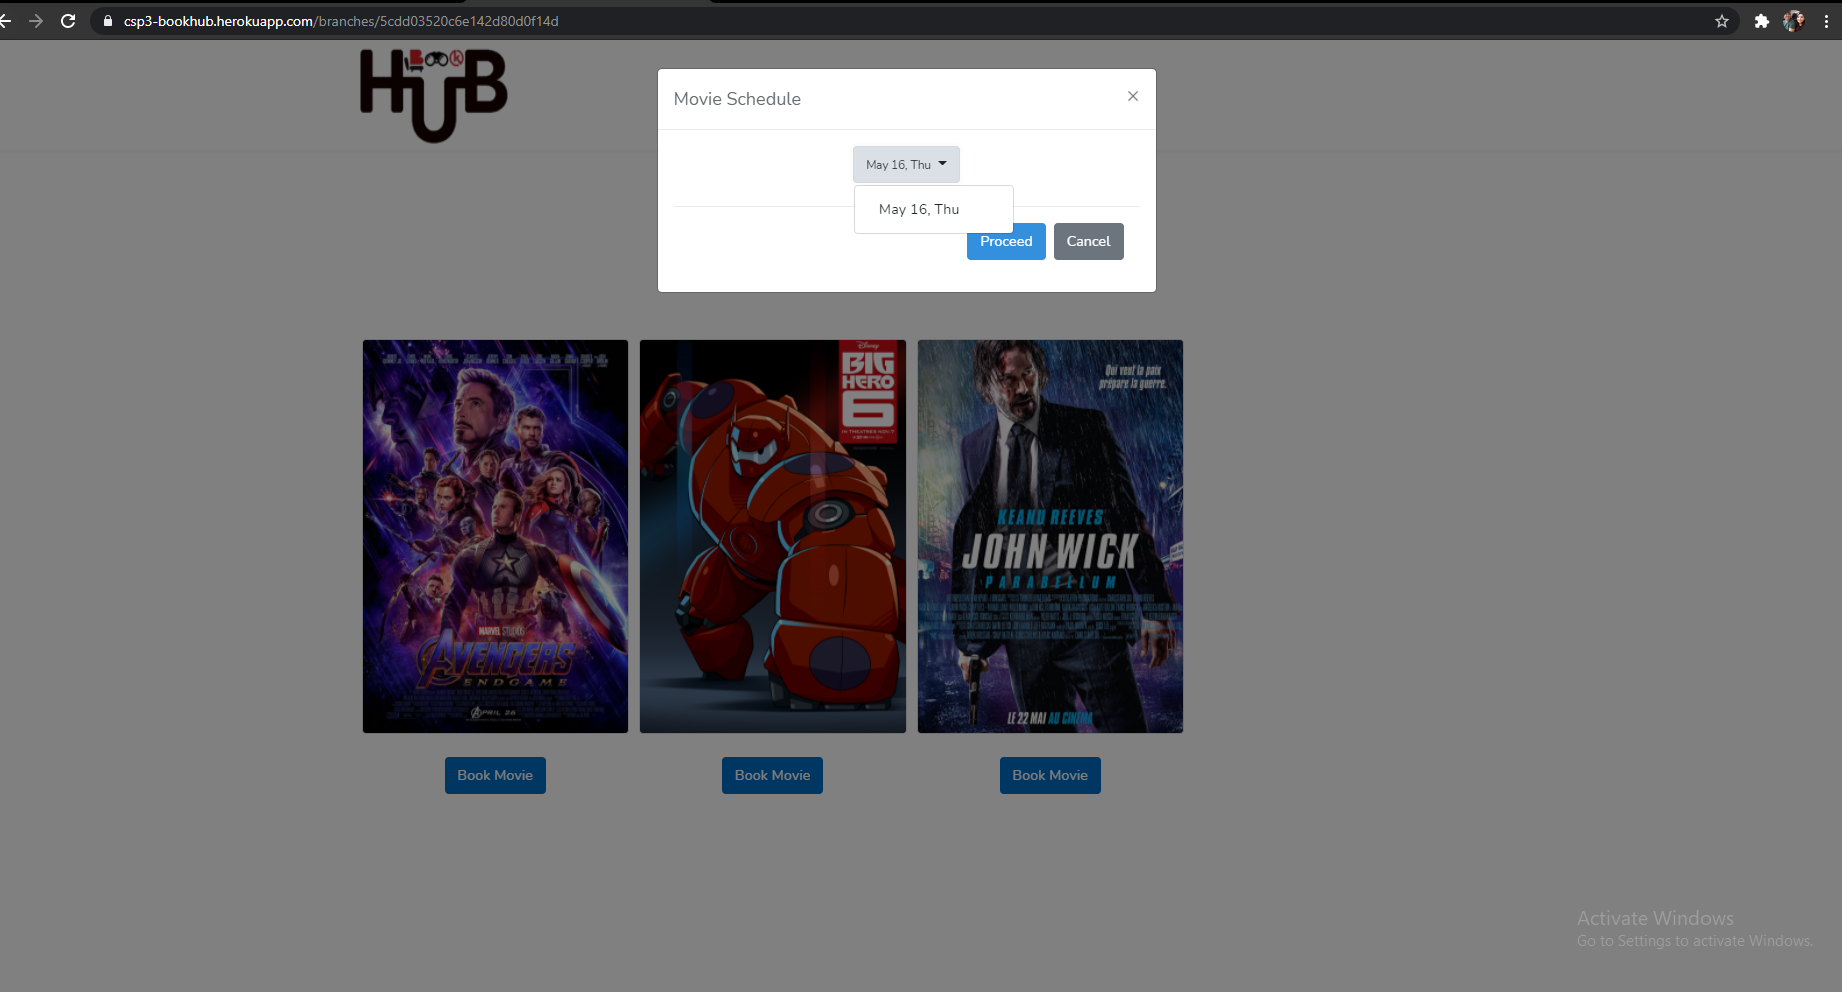 csp3-bookhub.herokuapp.com/branches/5cdd03520c6e142d80d0f14d
Book
HUB
Movie Schedule
×
May 16, Thu
May 16, Thu
Proceed
Cancel
MARVEL STUDIOS
AVENGERS
ENDGAME
APRIL 26
Disney
BIG
HERO
6
IN THEATRES NOV 7
Qui veut la paix
prépare la guerre.
KEANU REEVES
JOHN WICK
PARABELLUM
LE 22 MAI AU CINÉMA
Book Movie
Book Movie
Book Movie
Activate Windows
Go to Settings to activate Windows.